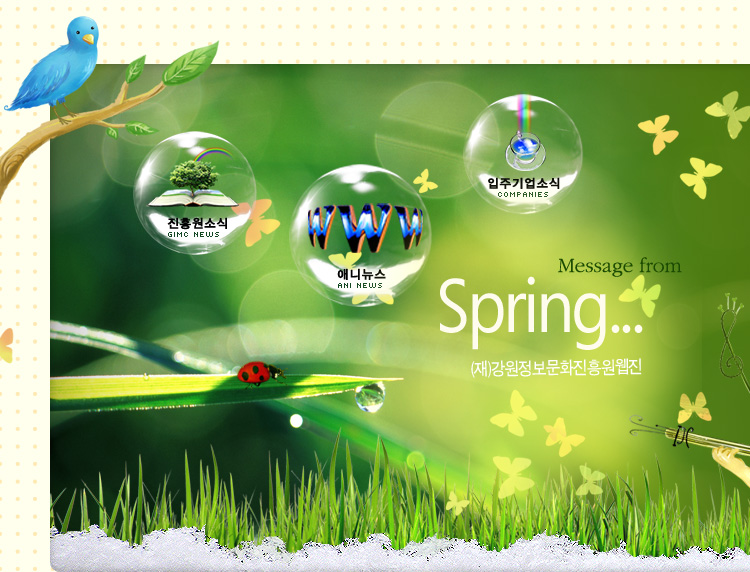 입주기업소식
COMPANIES
진흥원소식
GIMC NEWS
WWW
애니뉴스
ANI NEWS
Message from
Spring...
(재)강원정보문화진흥원웹진